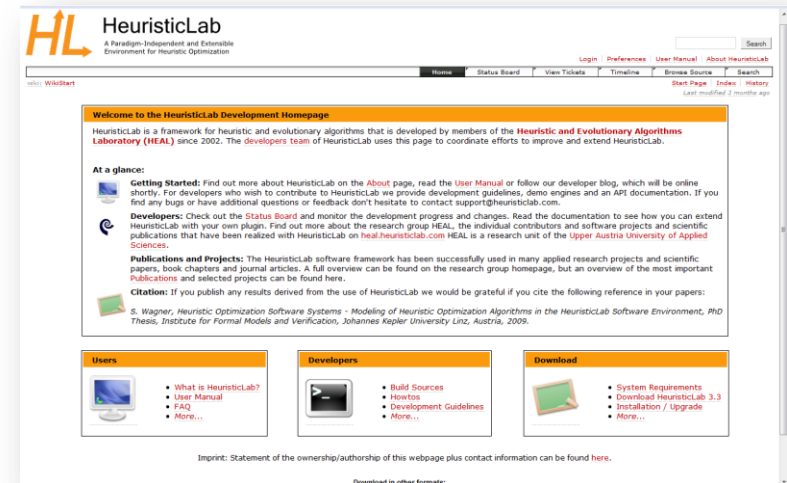 HL
HeuristicLab
A Paradigm-Independent and Extensible
Environment for Heuristic Optimization
Search
Login | Preferences | User Manual | About HeuristicLab
Home Status Board View Tickets Timeline Browse Source Search
wiki: WikiStart
Start Page | Index | History
Last modified 3 months ago
Welcome to the HeuristicLab Development Homepage
HeuristicLab is a framework for heuristic and evolutionary algorithms that is developed by members of the Heuristic and Evolutionary Algorithms
Laboratory (HEAL) since 2002. The developers team of HeuristicLab uses this page to coordinate efforts to improve and extend HeuristicLab.
At a glance:
Getting Started: Find out more about HeuristicLab on the About page, read the User Manual or follow our developer blog, which will be online
shortly. For developers who wish to contribute to HeuristicLab we provide development guidelines, demo engines and an API documentation. If you
find any bugs or have additional questions or feedback don't hesitate to contact support@heuristiclab.com.
Developers: Check out the Status Board and monitor the development progress and changes. Read the documentation to see how you can extend
HeuristicLab with your own plugin. Find out more about the research group HEAL, the individual contributors and software projects and scientific
publications that have been realized with HeuristicLab on heal.heuristiclab.com HEAL is a research unit of the Upper Austria University of Applied
Sciences.
Publications and Projects: The HeuristicLab software framework has been successfully used in many applied research projects and scientific
papers, book chapters and journal articles. A full overview can be found on the research group homepage, but an overview of the most important
Publications and selected projects can be found here.
Citation: If you publish any results derived from the use of HeuristicLab we would be grateful if you cite the following reference in your papers:
S. Wagner, Heuristic Optimization Software Systems - Modeling of Heuristic Optimization Algorithms in the HeuristicLab Software Environment, PhD
Thesis, Institute for Formal Models and Verification, Johannes Kepler University Linz, Austria, 2009.
Users
What is HeuristicLab?
User Manual
FAQ
More...
Developers
Build Sources
Howtos
Development Guidelines
More...
Download
System Requirements
Download HeuristicLab 3.3
Installation / Upgrade
More...
Imprint: Statement of the ownership/authorship of this webpage plus contact information can be found here.
Download in other formats: